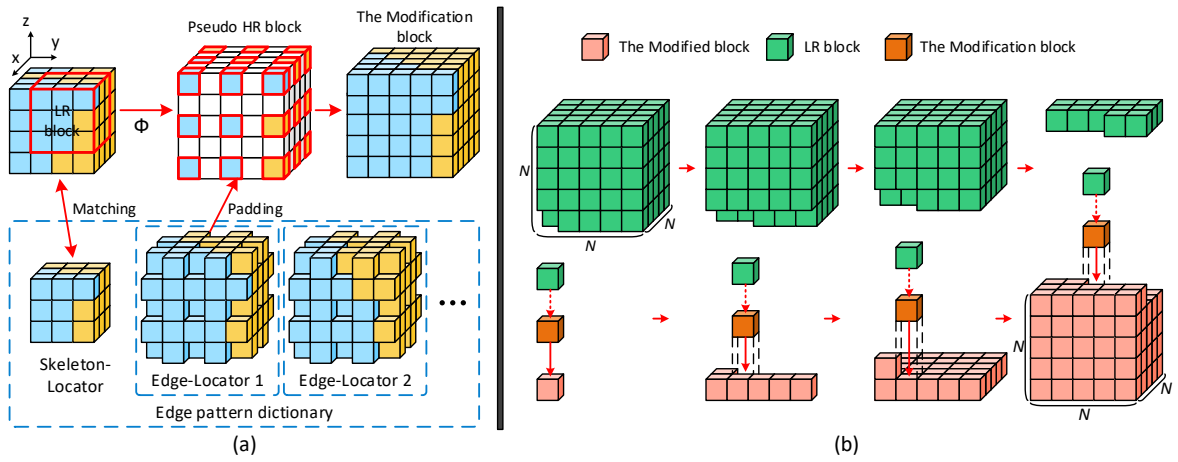 z
y
x
Pseudo HR block
The Modification
block
LR
block
Φ
Matching
Padding
Skeleton-
Locator
Edge-Locator 1
Edge-Locator 2
•••
Edge pattern dictionary
(a)
The Modified block
LR block
The Modification block
N
N
N
N
N
N
(b)